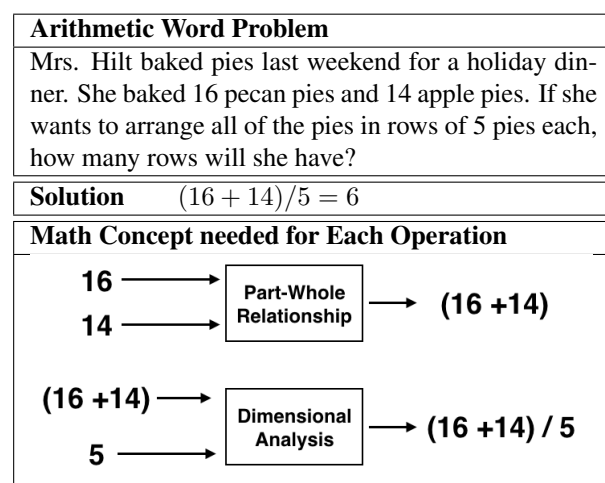 Arithmetic Word Problem
Mrs. Hilt baked pies last weekend for a holiday din-
ner. She baked 16 pecan pies and 14 apple pies. If she
wants to arrange all of the pies in rows of 5 pies each,
how many rows will she have?
Solution (16 + 14)/5 = 6
Math Concept needed for Each Operation
16
14
Part-Whole
Relationship
(16 +14)
(16 +14)
5
Dimensional
Analysis
(16 +14) / 5